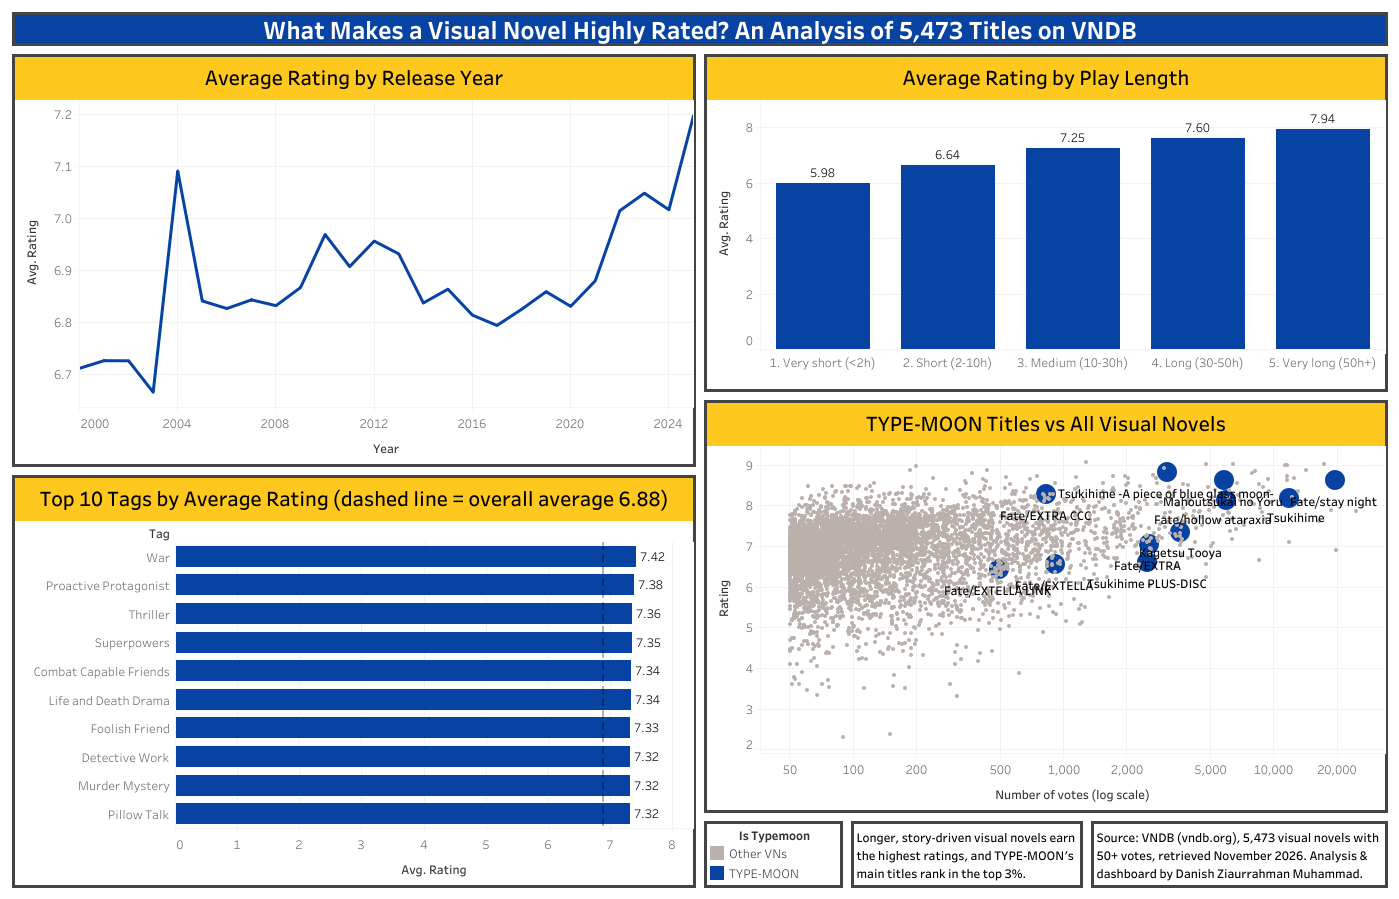 What Makes a Visual Novel Highly Rated? An Analysis of 5,473 Titles on VNDB
Average Rating by Release Year
7.2
7.1
7.0
6.9
6.8
6.7
Avg. Rating
2000
2004
2008
2012
2016
2020
2024
Year
Average Rating by Play Length
8
6
4
2
0
Avg. Rating
5.98
6.64
7.25
7.60
7.94
1. Very short (<2h)
2. Short (2-10h)
3. Medium (10-30h)
4. Long (30-50h)
5. Very long (50h+)
Top 10 Tags by Average Rating (dashed line = overall average 6.88)
Tag
War 7.42
Proactive Protagonist 7.38
Thriller 7.36
Superpowers 7.35
Combat Capable Friends 7.34
Life and Death Drama 7.34
Foolish Friend 7.33
Detective Work 7.32
Murder Mystery 7.32
Pillow Talk 7.32
0
1
2
3
4
5
6
7
8
Avg. Rating
TYPE-MOON Titles vs All Visual Novels
9
8
7
6
5
4
3
2
Rating
Tsukihime -A piece of blue glass moon-
Mahoutsukai no Yoru
Fate/stay night
Fate/EXTRA CCC
Fate/hollow ataraxia
Tsukihime
Kagetsu Tooya
Fate/EXTRA
Tsukihime PLUS-DISC
Fate/EXTELLA
Fate/EXTELLA LINK
50
100
200
500
1,000
2,000
5,000
10,000
20,000
Number of votes (log scale)
Is Typemoon
Other VNs
TYPE-MOON
Longer, story-driven visual novels earn
the highest ratings, and TYPE-MOON's
main titles rank in the top 3%.
Source: VNDB (vndb.org), 5,473 visual novels with
50+ votes, retrieved November 2026. Analysis &
dashboard by Danish Ziaurrahman Muhammad.